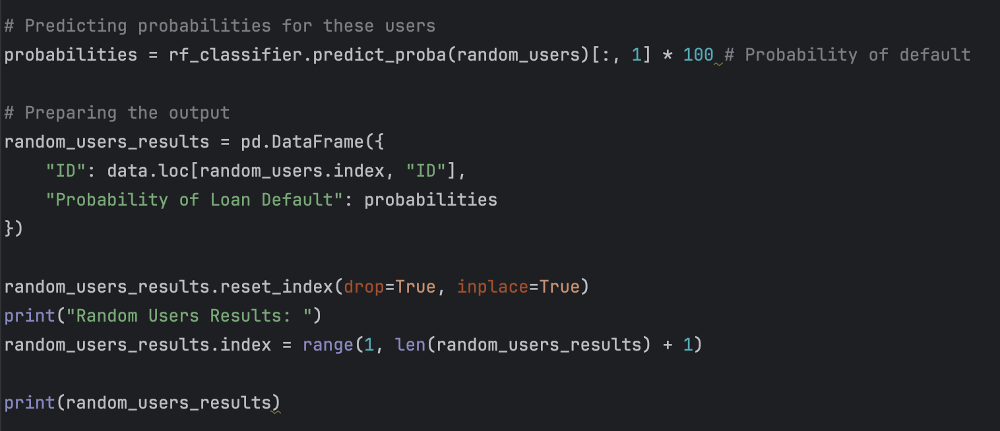 # Predicting probabilities for these users
probabilities = rf_classifier.predict_proba(random_users)[:, 1] * 100 # Probability of default
# Preparing the output
random_users_results = pd.DataFrame({
    "ID": data.loc[random_users.index, "ID"],
    "Probability of Loan Default": probabilities
})
random_users_results.reset_index(drop=True, inplace=True)
print("Random Users Results: ")
random_users_results.index = range(1, len(random_users_results) + 1)
print(random_users_results)